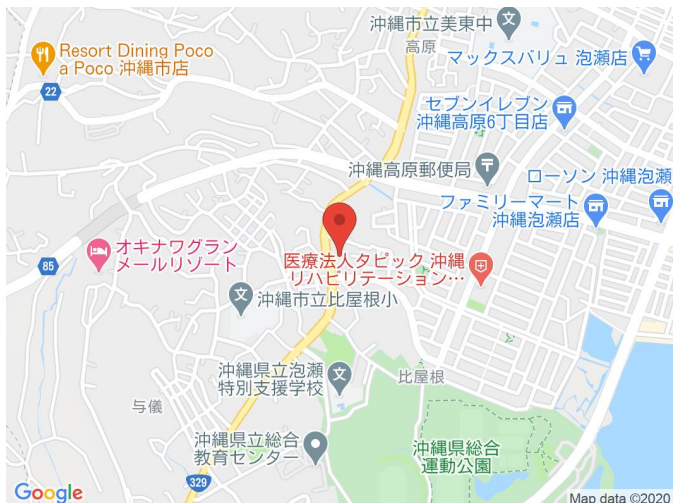 沖縄市立美東中
高原
マックスバリュ 泡瀬店
Resort Dining Poco
a Poco 沖縄市店
22
セブンイレブン
沖縄高原6丁目店
沖縄高原郵便局
ローソン 沖縄泡瀬
ファミリーマート
沖縄泡瀬店
オキナワグラン
メールリゾート
85
医療法人タピック 沖縄
リハビリテーション…
沖縄市立比屋根小
沖縄県立泡瀬
特別支援学校
比屋根
与儀
沖縄県立総合
教育センター
沖縄県総合
運動公園
329
Google
Map data ©2020